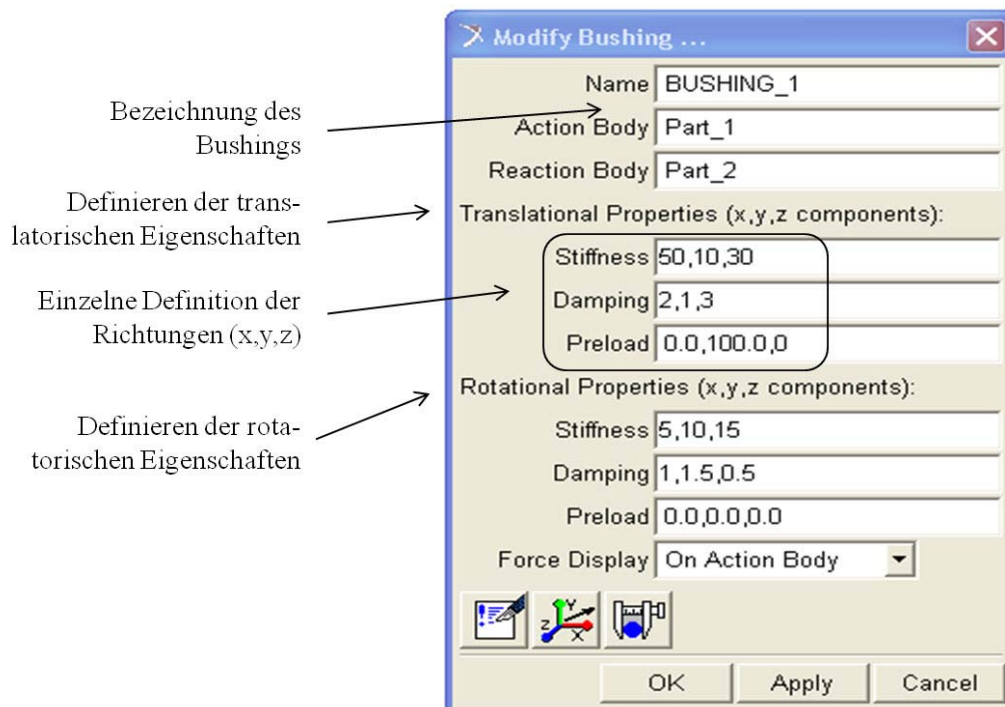 Modify Bushing ...
Name BUSHING_1
Bezeichnung des
Bushings
Action Body Part_1
Reaction Body Part_2
Definieren der trans-
latorischen Eigenschaften
Translational Properties (x,y,z components):
Stiffness 50,10,30
Einzelne Definition der
Richtungen (x,y,z)
Damping 2,1,3
Preload 0.0,100.0,0
Rotational Properties (x,y,z components):
Definieren der rota-
torischen Eigenschaften
Stiffness 5,10,15
Damping 1,1.5,0.5
Preload 0.0,0.0,0.0
Force Display On Action Body
Z Y X
OK Apply Cancel